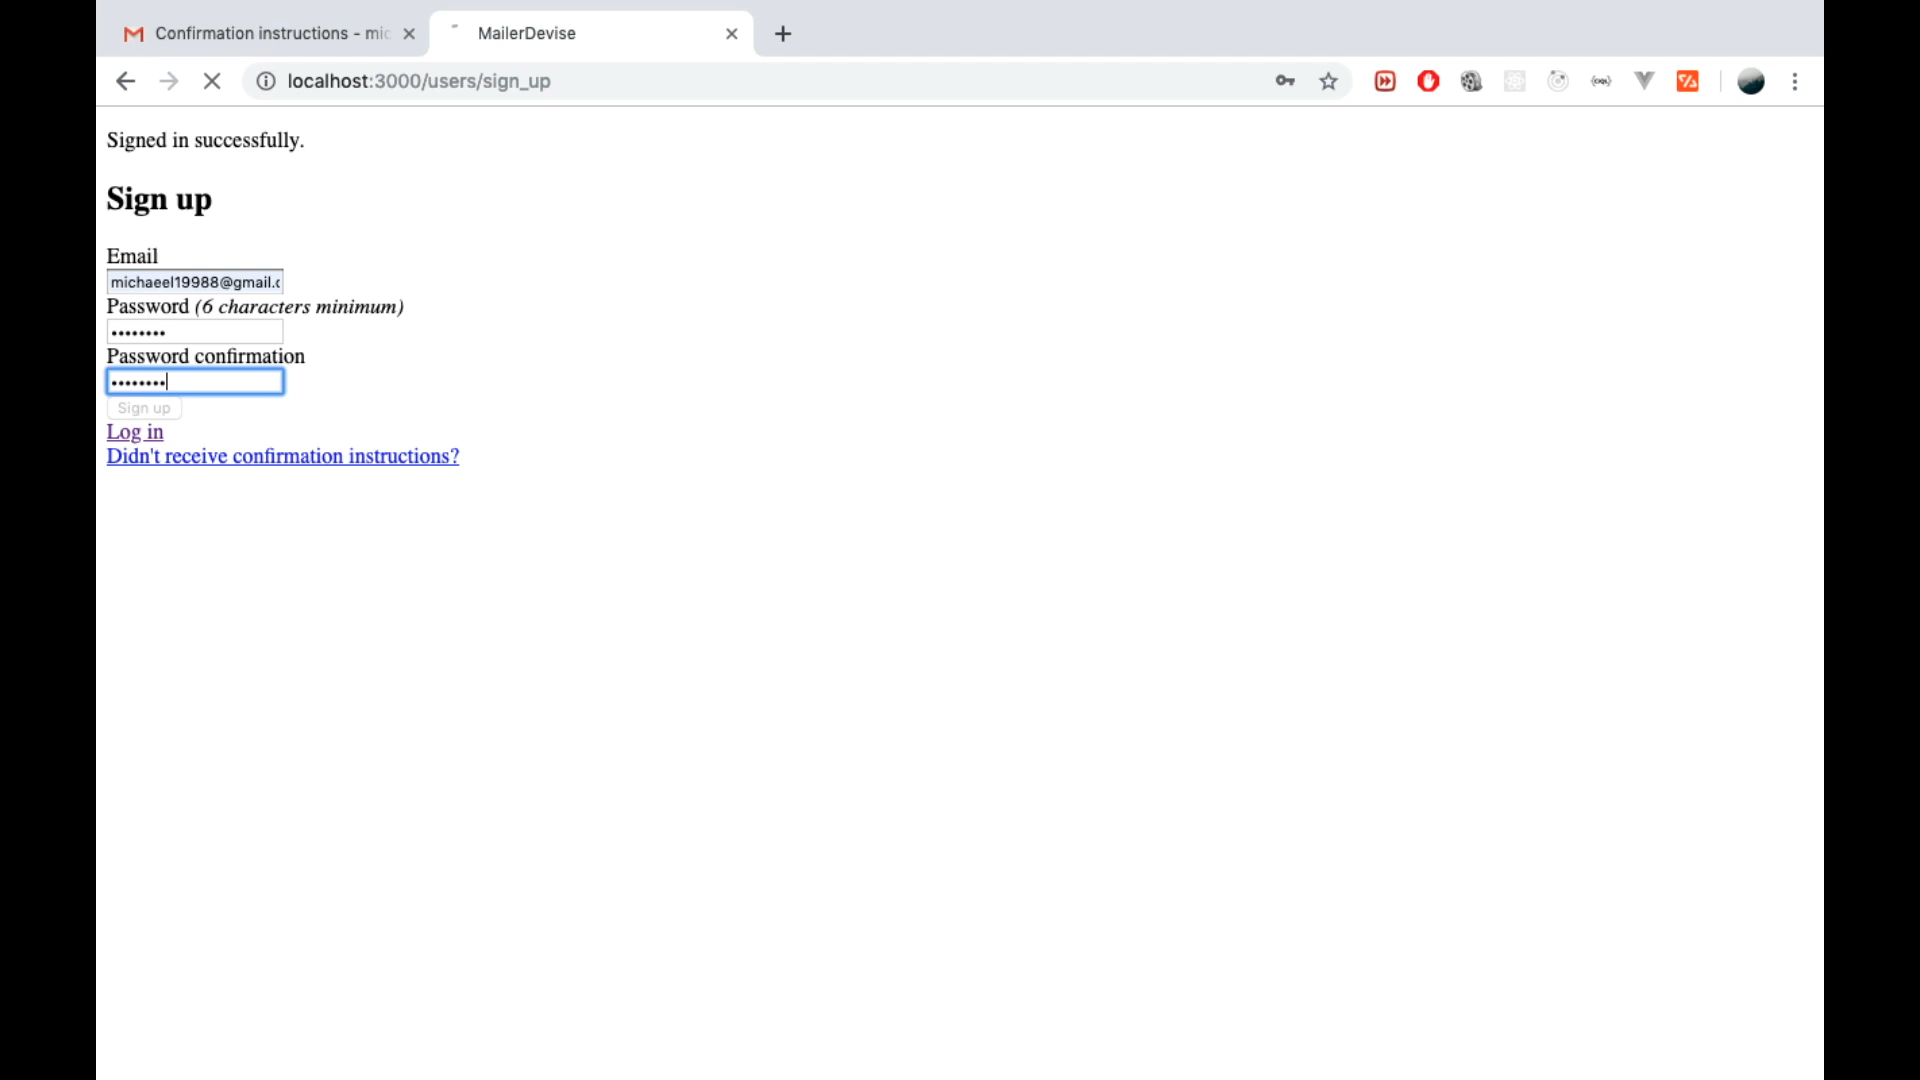 Confirmation instructions - mic
MailerDevise
localhost:3000/users/sign_up
Signed in successfully.
Sign up
Email
michaeel19988@gmail.c
Password (6 characters minimum)
••••••••
Password confirmation
••••••••
Sign up
Log in
Didn't receive confirmation instructions?